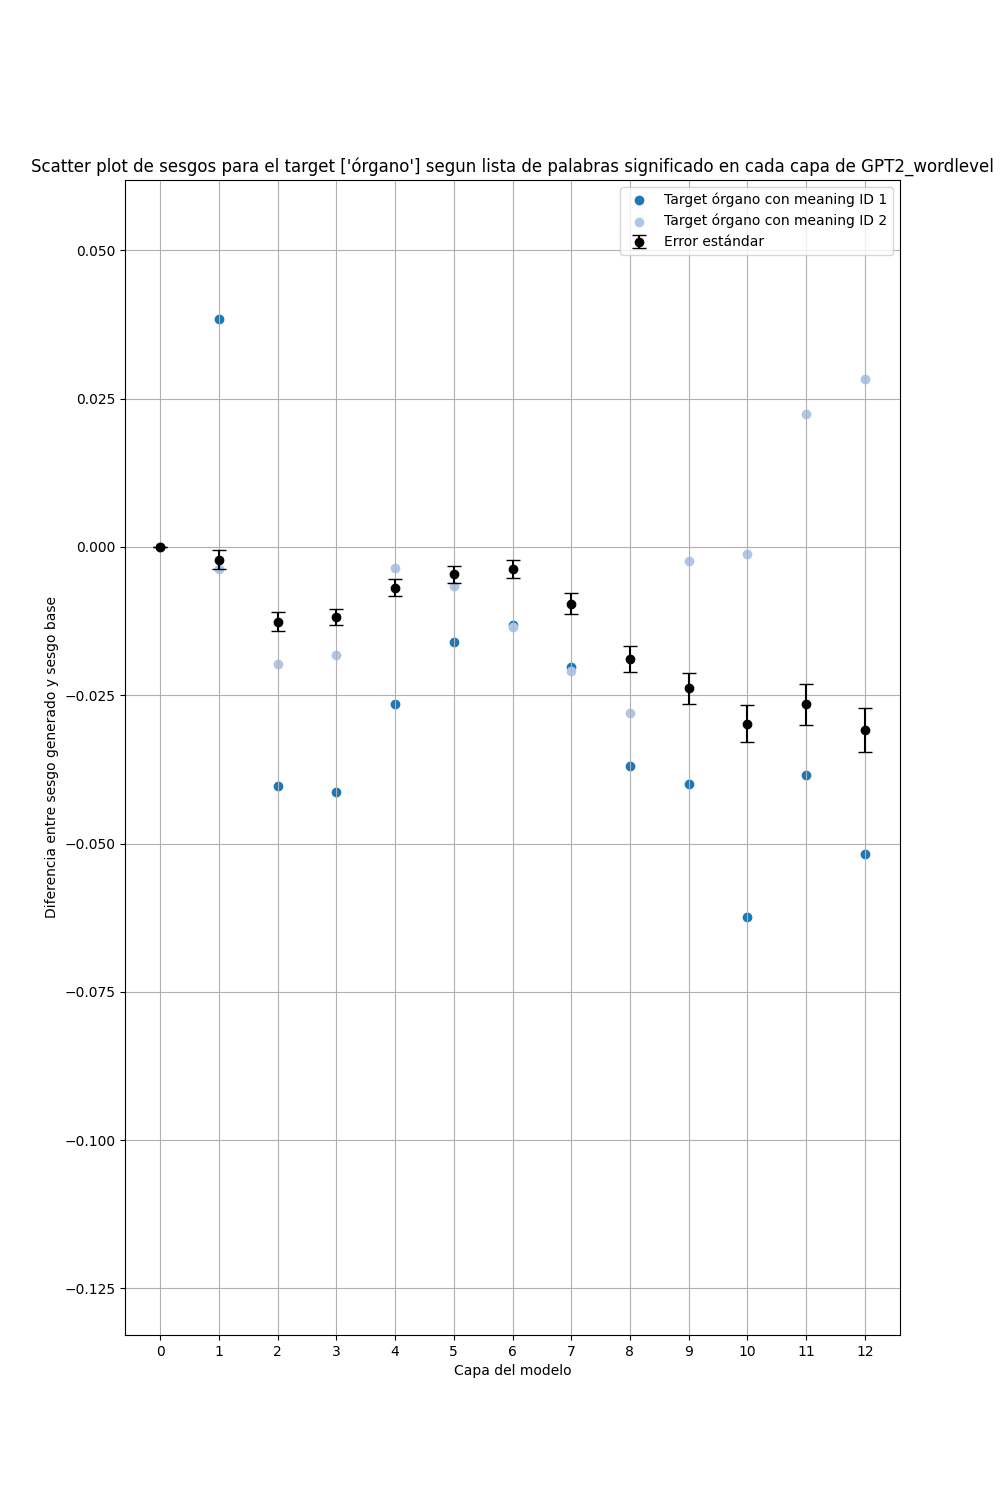 Scatter plot de sesgos para el target ['órgano'] segun lista de palabras significado en cada capa de GPT2_wordlevel
Target órgano con meaning ID 1
Target órgano con meaning ID 2
Error estándar
Diferencia entre sesgo generado y sesgo base
0.050
0.025
0.000
−0.025
−0.050
−0.075
−0.100
−0.125
0 1 2 3 4 5 6 7 8 9 10 11 12
Capa del modelo